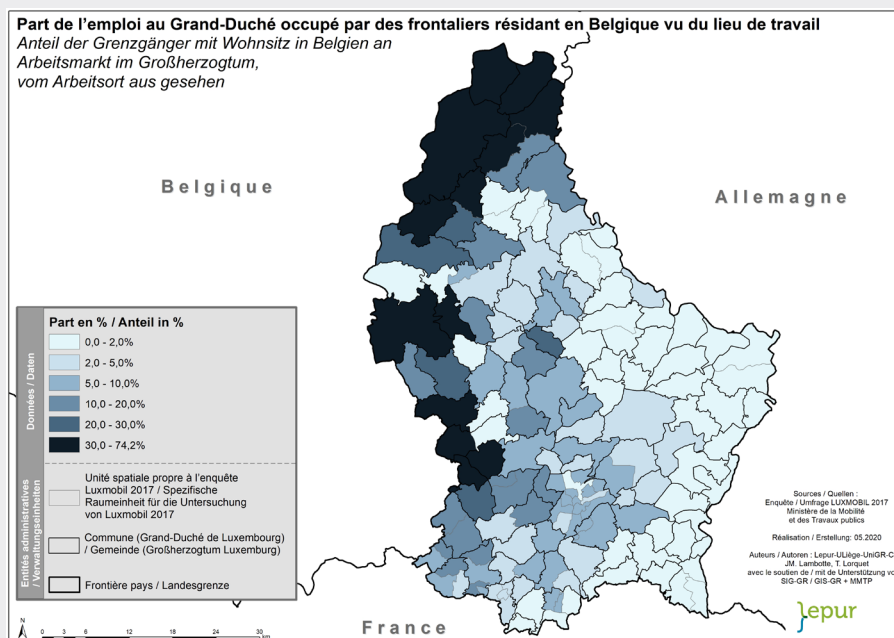 Part de l'emploi au Grand-Duché occupé par des frontaliers résidant en Belgique vu du lieu de travail
Anteil der Grenzgänger mit Wohnsitz in Belgien an
Arbeitsmarkt im Großherzogtum,
vom Arbeitsort aus gesehen
Belgique
Allemagne
Données / Daten
Part en % / Anteil in %
0,0 - 2,0%
2,0 - 5,0%
5,0 - 10,0%
10,0 - 20,0%
20,0 - 30,0%
30,0 - 74,2%
Entités administratives
/ Verwaltungseinheiten
Unité spatiale propre à l'enquête
Luxmobil 2017 / Spezifische
Raumeinheit für die Untersuchung
von Luxmobil 2017
Commune (Grand-Duché de Luxembourg)
/ Gemeinde (Großherzogtum Luxemburg)
Frontière pays / Landesgrenze
Sources / Quellen :
Enquête / Umfrage LUXMOBIL 2017
Ministère de la Mobilité
et des Travaux publics
Réalisation / Erstellung: 05.2020
Auteurs / Autoren : Lepur-ULiège-UniGR-C
JM. Lambotte, T. Lorquet
avec le soutien de / mit de Unterstützung vo
SIG-GR / GIS-GR + MMTP
lepur
France
N
0 3 6 12 18 24 30
km